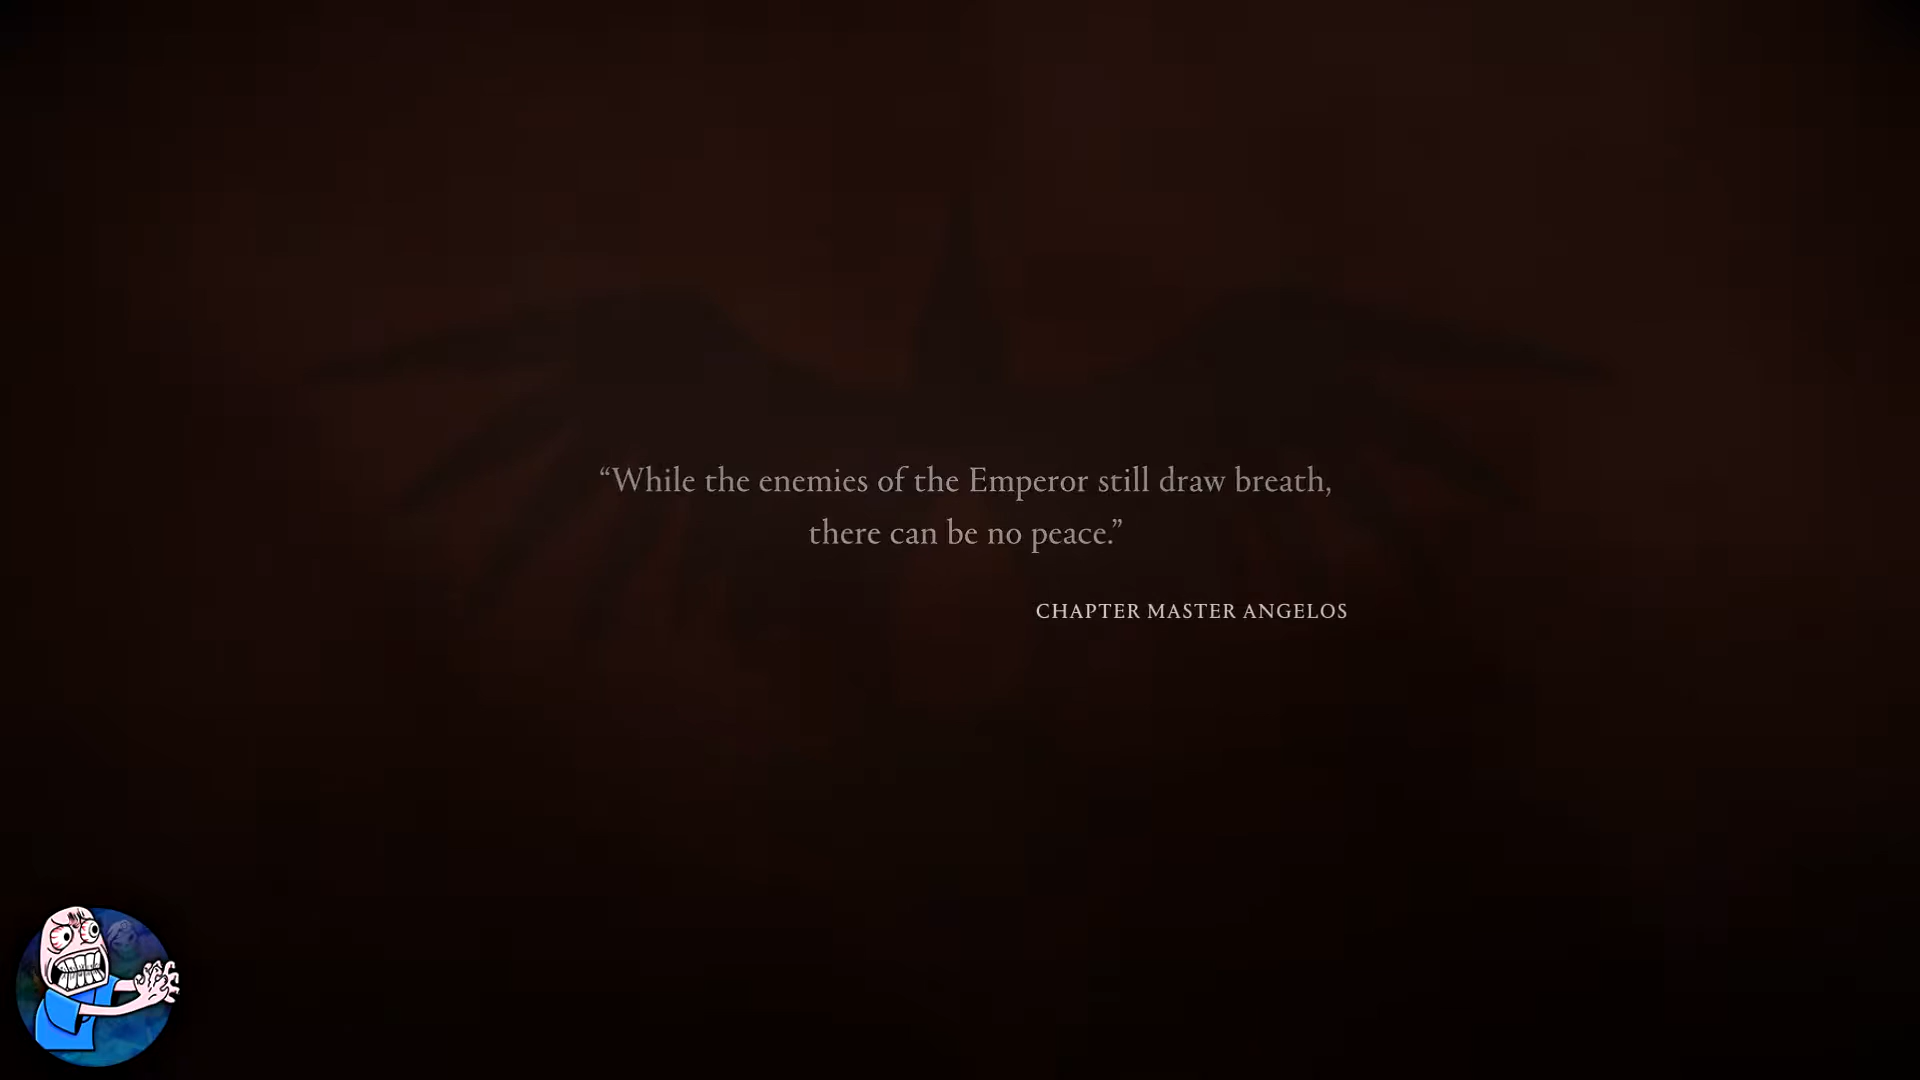 “While the enemies of the Emperor still draw breath,
there can be no peace.”
CHAPTER MASTER ANGELOS